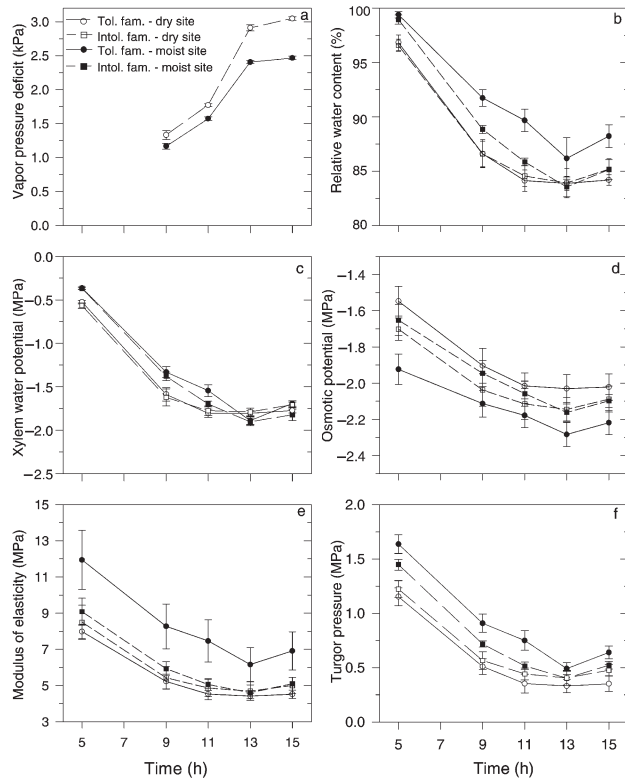 Tol. fam. - dry site
Intol. fam. - dry site
Tol. fam. - moist site
Intol. fam. - moist site
a
Vapor pressure deficit (kPa)
3.0
2.5
2.0
1.5
1.0
0.5
0.0
b
Relative water content (%)
100
95
90
85
80
c
Xylem water potential (MPa)
0.0
−0.5
−1.0
−1.5
−2.0
−2.5
d
Osmotic potential (MPa)
−1.4
−1.6
−1.8
−2.0
−2.2
−2.4
e
Modulus of elasticity (MPa)
15
13
11
9
7
5
3
5 7 9 11 13 15
Time (h)
f
Turgor pressure (MPa)
2.0
1.5
1.0
0.5
0.0
5 7 9 11 13 15
Time (h)